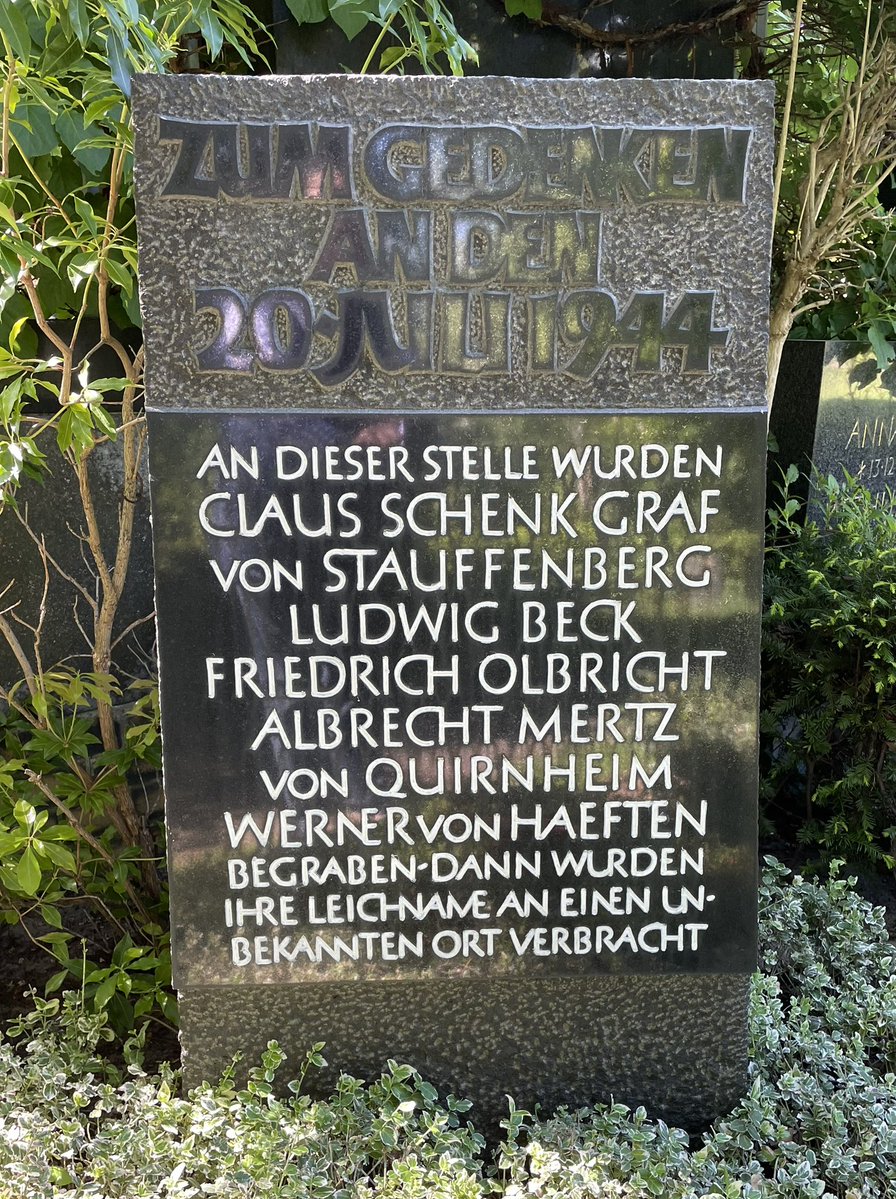 ZUM GEDENKEN
AN DEN
20·JULI 1944
AN DIESER STELLE WURDEN
CLAUS SCHENK GRAF
VON STAUFFENBERG
LUDWIG BECK
FRIEDRICH OLBRICHT
ALBRECHT MERTZ
VON QUIRNHEIM
WERNER VON HAEFTEN
BEGRABEN·DANN WURDEN
IHRE LEICHNAME AN EINEN UN-
BEKANNTEN ORT VERBRACHT